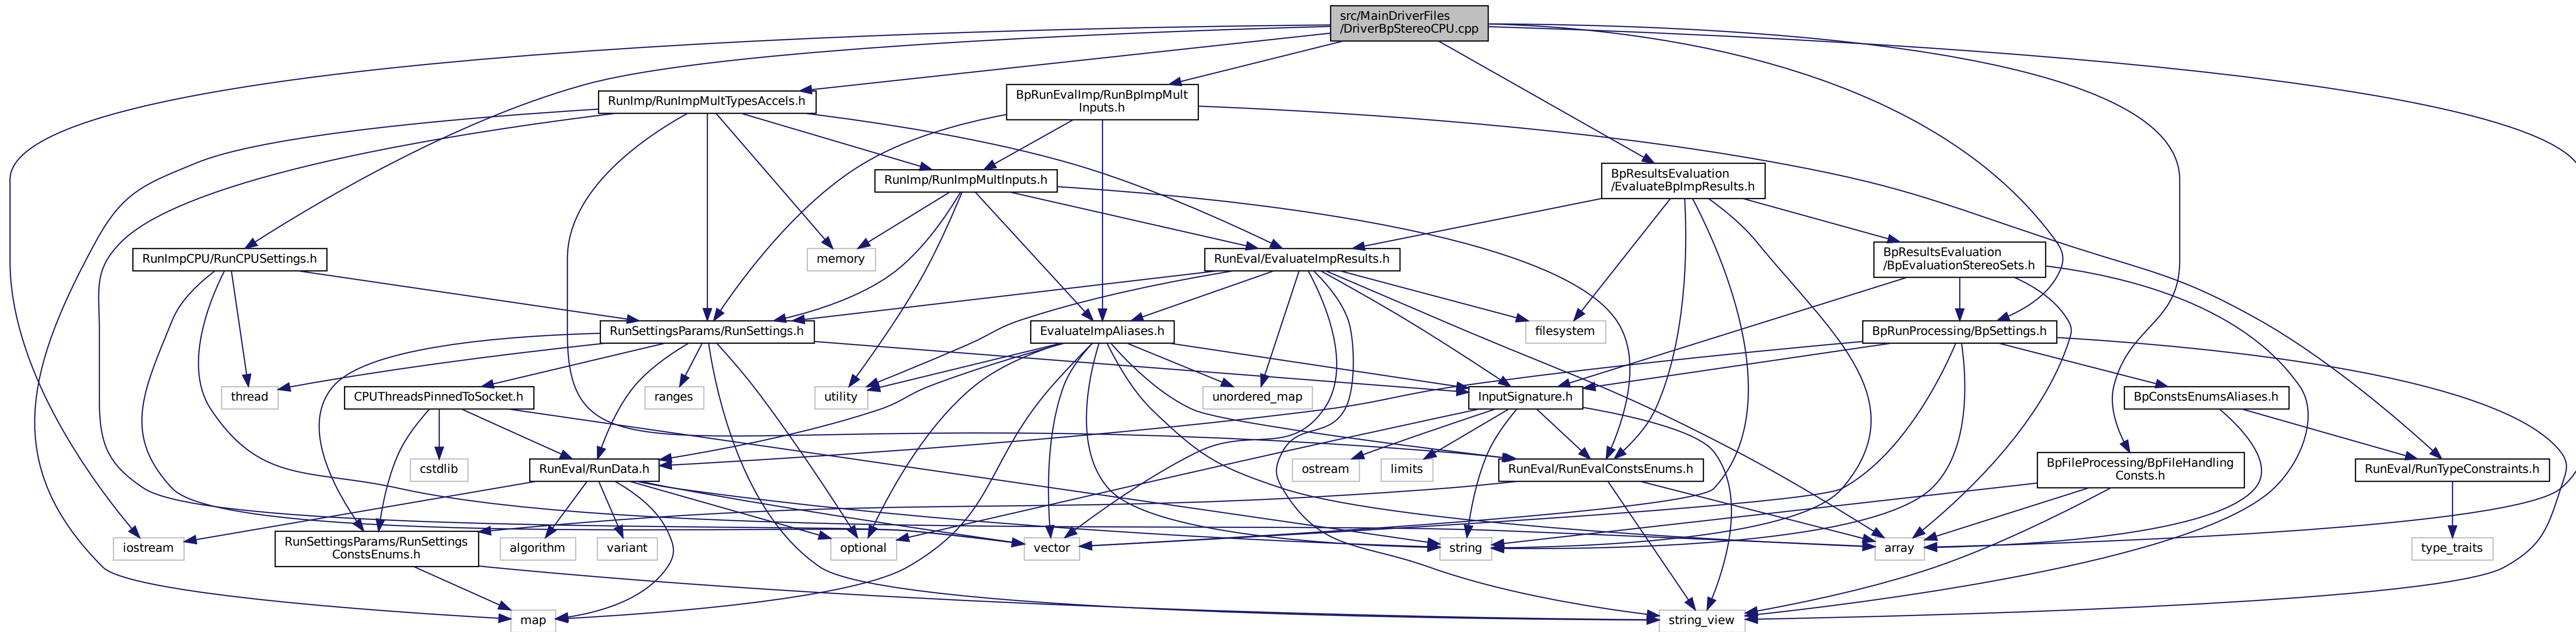 src/MainDriverFiles
/DriverBpStereoCPU.cpp
RunImp/RunImpMultTypesAccels.h
BpRunEvalImp/RunBpImpMult
Inputs.h
RunImp/RunImpMultInputs.h
BpResultsEvaluation
/EvaluateBpImpResults.h
RunImpCPU/RunCPUSettings.h
memory
RunEval/EvaluateImpResults.h
BpResultsEvaluation
/BpEvaluationStereoSets.h
RunSettingsParams/RunSettings.h
EvaluateImpAliases.h
filesystem
BpRunProcessing/BpSettings.h
thread
CPUThreadsPinnedToSocket.h
ranges
utility
unordered_map
InputSignature.h
BpConstsEnumsAliases.h
cstdlib
RunEval/RunData.h
ostream
limits
RunEval/RunEvalConstsEnums.h
BpFileProcessing/BpFileHandling
Consts.h
RunEval/RunTypeConstraints.h
iostream
RunSettingsParams/RunSettings
ConstsEnums.h
algorithm
variant
optional
vector
string
array
type_traits
map
string_view